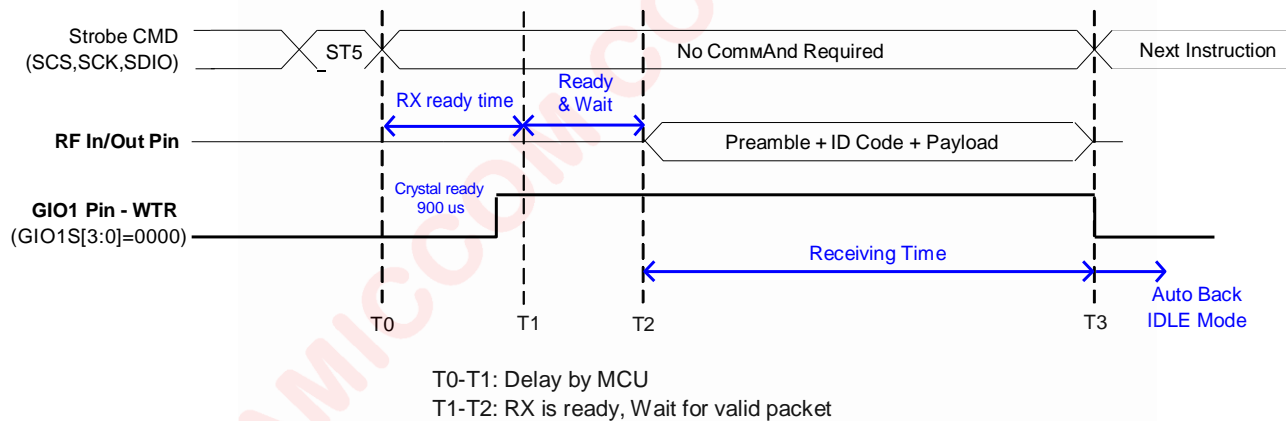 Strobe CMD
(SCS,SCK,SDIO)
_ST5
No CommAnd Required
Next Instruction
RX ready time
Ready
& Wait
RF In/Out Pin
Preamble + ID Code + Payload
Crystal ready
900 us
GIO1 Pin - WTR
(GIO1S[3:0]=0000)
Receiving Time
Auto Back
IDLE Mode
T0
T1
T2
T3
T0-T1: Delay by MCU
T1-T2: RX is ready, Wait for valid packet
AMICCOM CO